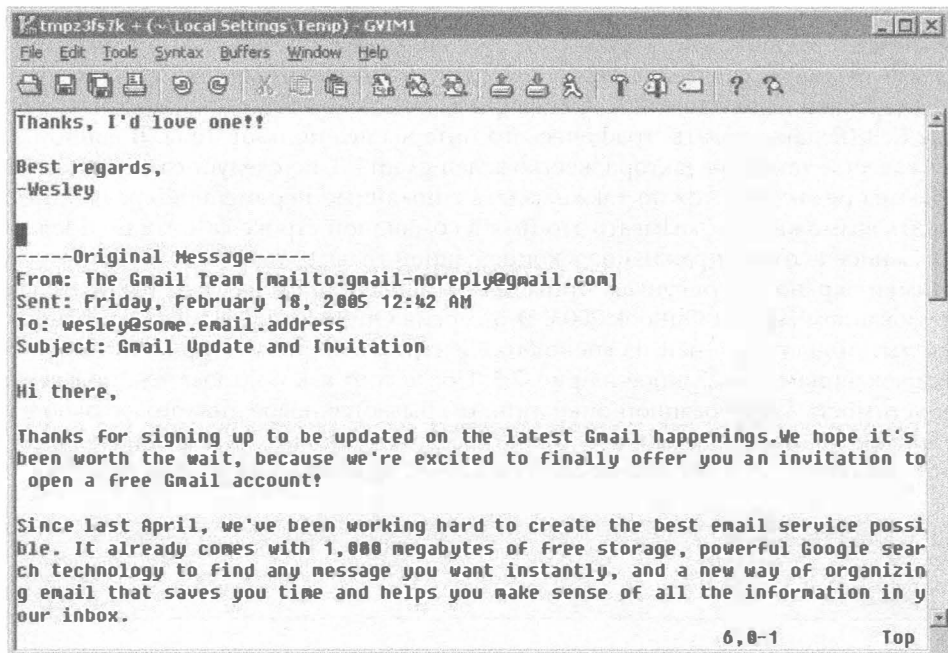 tmpz3fs7k + (~\Local Settings\Temp) - GVIM1
File Edit Tools Syntax Buffers Window Help
Thanks, I'd love one!!
Best regards,
-Wesley
-----Original Message-----
From: The Gmail Team [mailto:gmail-noreply@gmail.com]
Sent: Friday, February 18, 2005 12:42 AM
To: wesley@some.email.address
Subject: Gmail Update and Invitation
Hi there,
Thanks for signing up to be updated on the latest Gmail happenings.We hope it's
been worth the wait, because we're excited to finally offer you an invitation to
open a free Gmail account!
Since last April, we've been working hard to create the best email service possi
ble. It already comes with 1,000 megabytes of free storage, powerful Google sear
ch technology to find any message you want instantly, and a new way of organizin
g email that saves you time and helps you make sense of all the information in y
our inbox.
6,0-1 Top